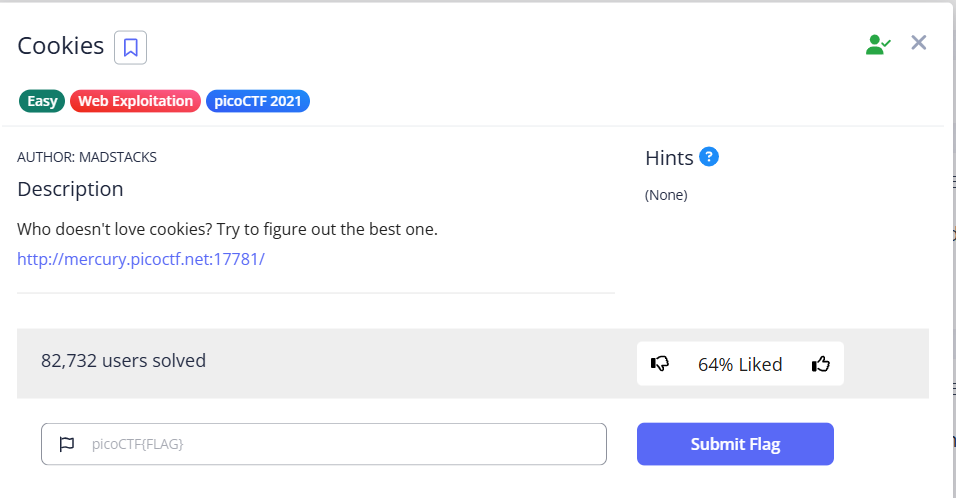 Cookies
Easy Web Exploitation picoCTF 2021
AUTHOR: MADSTACKS
Description
Who doesn't love cookies? Try to figure out the best one.
http://mercury.picoctf.net:17781/
Hints ?
(None)
82,732 users solved
64% Liked
picoCTF{FLAG}
Submit Flag